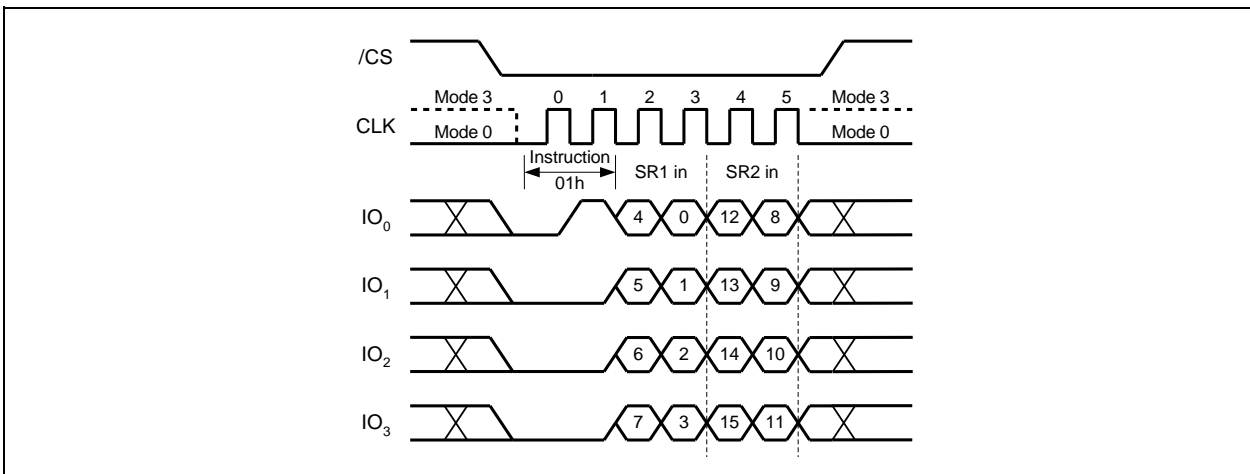 /CS
Mode 3 0 1 2 3 4 5 Mode 3
CLK Mode 0 Mode 0
Instruction SR1 in SR2 in
01h
IO0 4 0 12 8
IO1 5 1 13 9
IO2 6 2 14 10
IO3 7 3 15 11